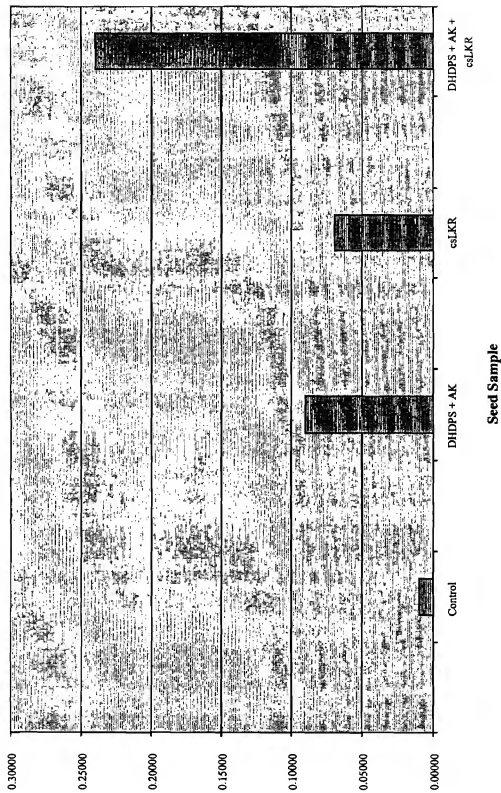 0.30000
0.25000
0.20000
0.15000
0.10000
0.05000
0.00000
Control
DHDPS + AK
csLKR
DHDPS + AK +
csLKR
Seed Sample